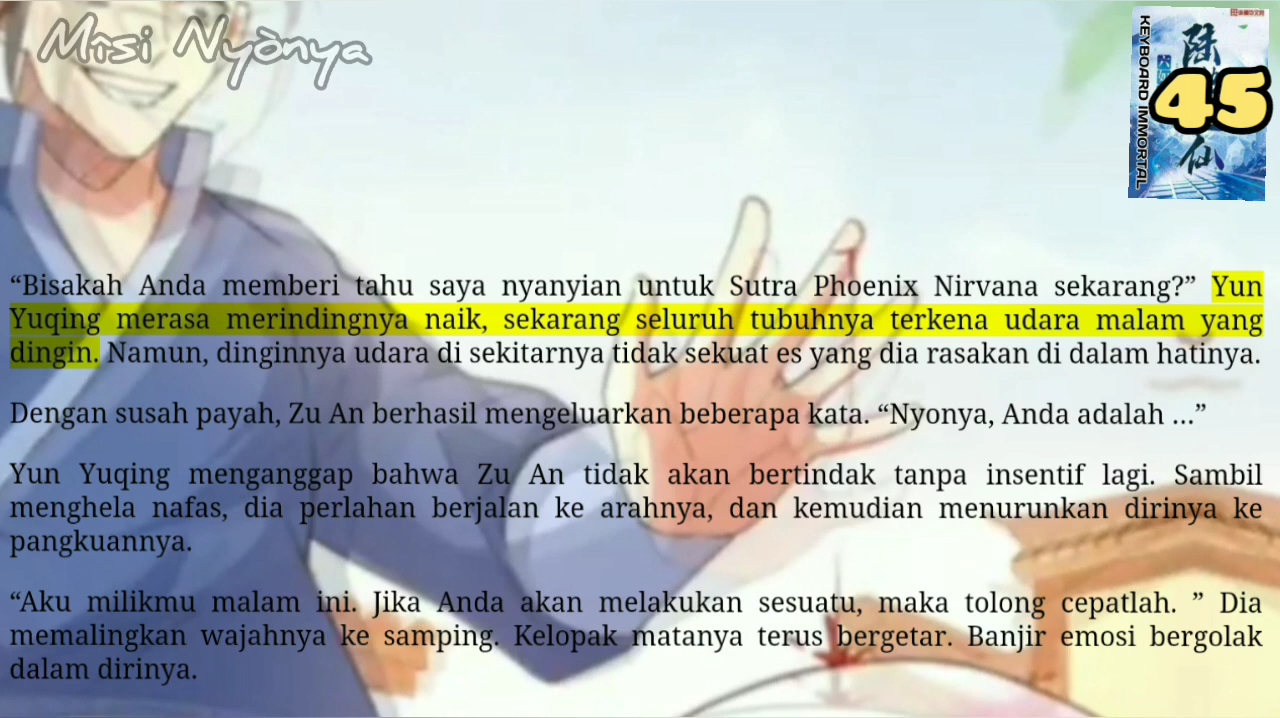 Mîsi Nyònya
KEYBOARD IMMORTAL
45
仙
“Bisakah Anda memberi tahu saya nyanyian untuk Sutra Phoenix Nirvana sekarang?” Yun
Yuqing merasa merindingnya naik, sekarang seluruh tubuhnya terkena udara malam yang
dingin. Namun, dinginnya udara di sekitarnya tidak sekuat es yang dia rasakan di dalam hatinya.
Dengan susah payah, Zu An berhasil mengeluarkan beberapa kata. “Nyonya, Anda adalah ...”
Yun Yuqing menganggap bahwa Zu An tidak akan bertindak tanpa insentif lagi. Sambil
menghela nafas, dia perlahan berjalan ke arahnya, dan kemudian menurunkan dirinya ke
pangkuannya.
“Aku milikmu malam ini. Jika Anda akan melakukan sesuatu, maka tolong cepatlah. ” Dia
memalingkan wajahnya ke samping. Kelopak matanya terus bergetar. Banjir emosi bergolak
dalam dirinya.